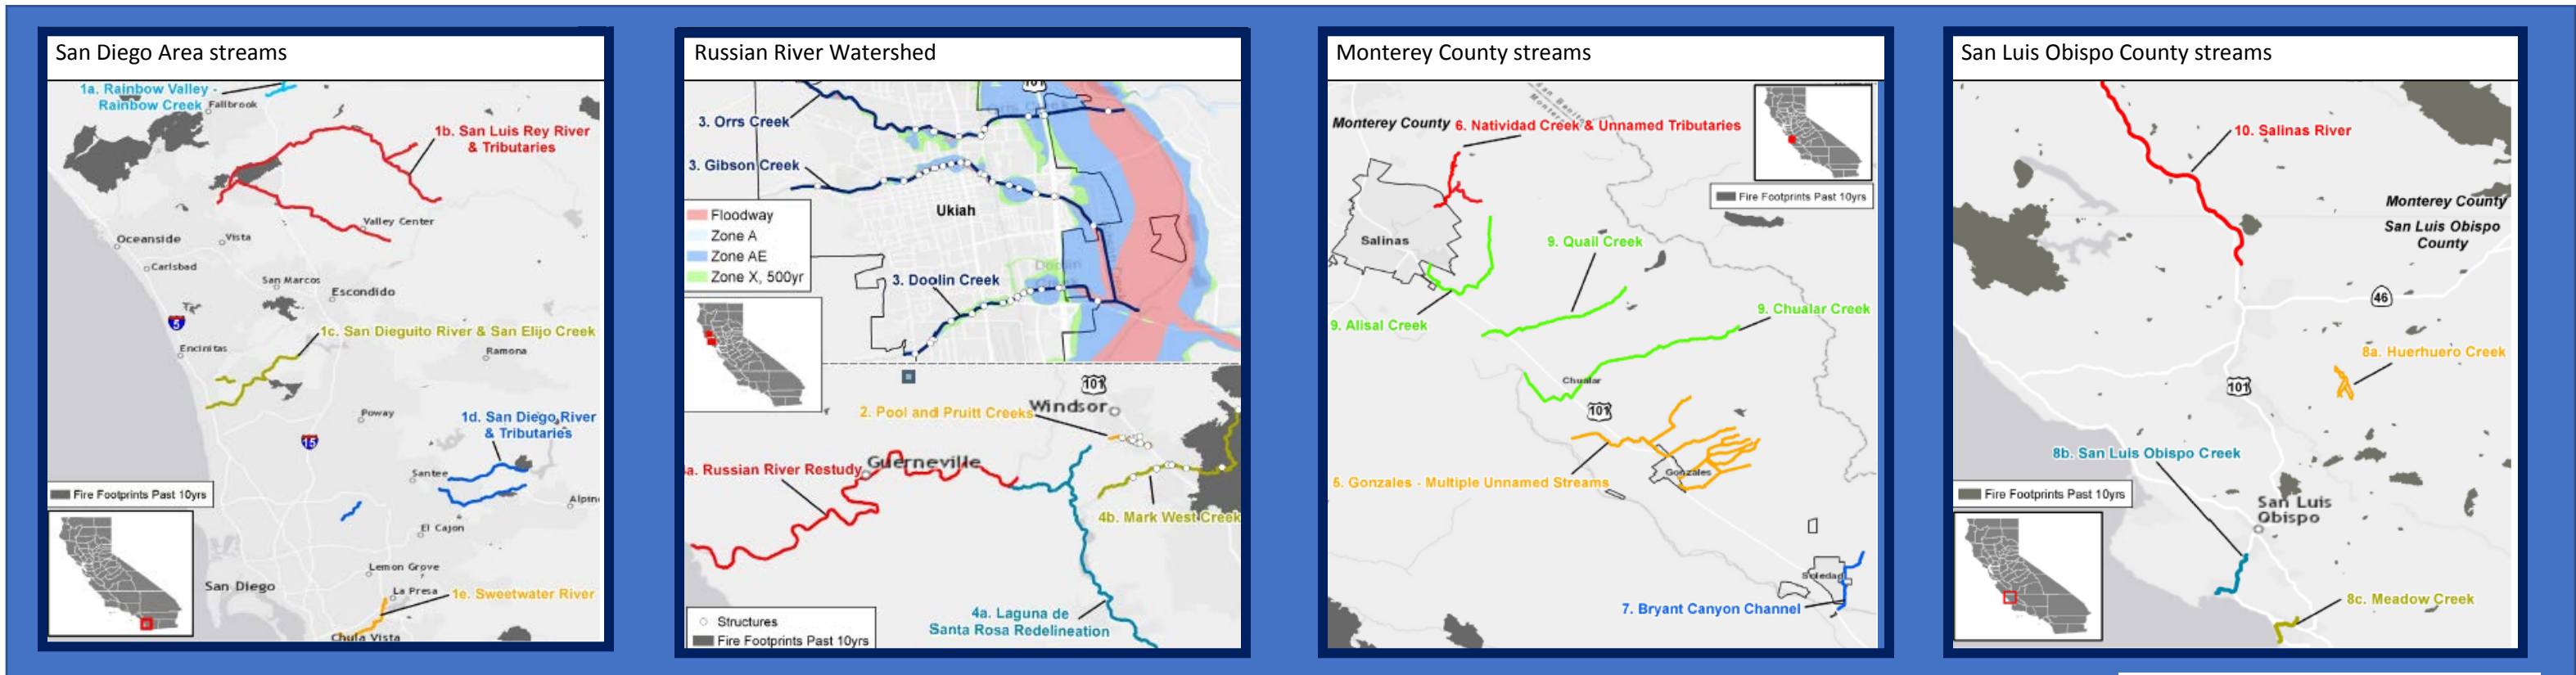 San Diego Area streams
1a. Rainbow Valley -
Rainbow Creek
Fallbrook
1b. San Luis Rey River
& Tributaries
Valley Center
Oceanside
Vista
Carlsbad
San Marcos
Escondido
5
1c. San Dieguito River & San Elijo Creek
Encinitas
Ramona
Poway
1d. San Diego River
& Tributaries
15
Santee
Fire Footprints Past 10yrs
Alpine
El Cajon
Lemon Grove
San Diego
La Presa
1e. Sweetwater River
Chula Vista
Russian River Watershed
101
3. Orrs Creek
3. Gibson Creek
Ukiah
Floodway
Zone A
Zone AE
Zone X, 500yr
3. Doolin Creek
101
2. Pool and Pruitt Creeks
Windsor
a. Russian River Restudy
Guerneville
4b. Mark West Creek
4a. Laguna de
Santa Rosa Redelineation
Structures
Fire Footprints Past 10yrs
Monterey County streams
San Benito
Monterey County
6. Natividad Creek & Unnamed Tributaries
Fire Footprints Past 10yrs
Salinas
9. Quail Creek
9. Alisal Creek
9. Chualar Creek
Chualar
101
Gonzales
5. Gonzales - Multiple Unnamed Streams
Soledad
7. Bryant Canyon Channel
San Luis Obispo County streams
10. Salinas River
Monterey County
San Luis Obispo
County
46
8a. Huerhuero Creek
101
8b. San Luis Obispo Creek
Fire Footprints Past 10yrs
San Luis
Obispo
8c. Meadow Creek